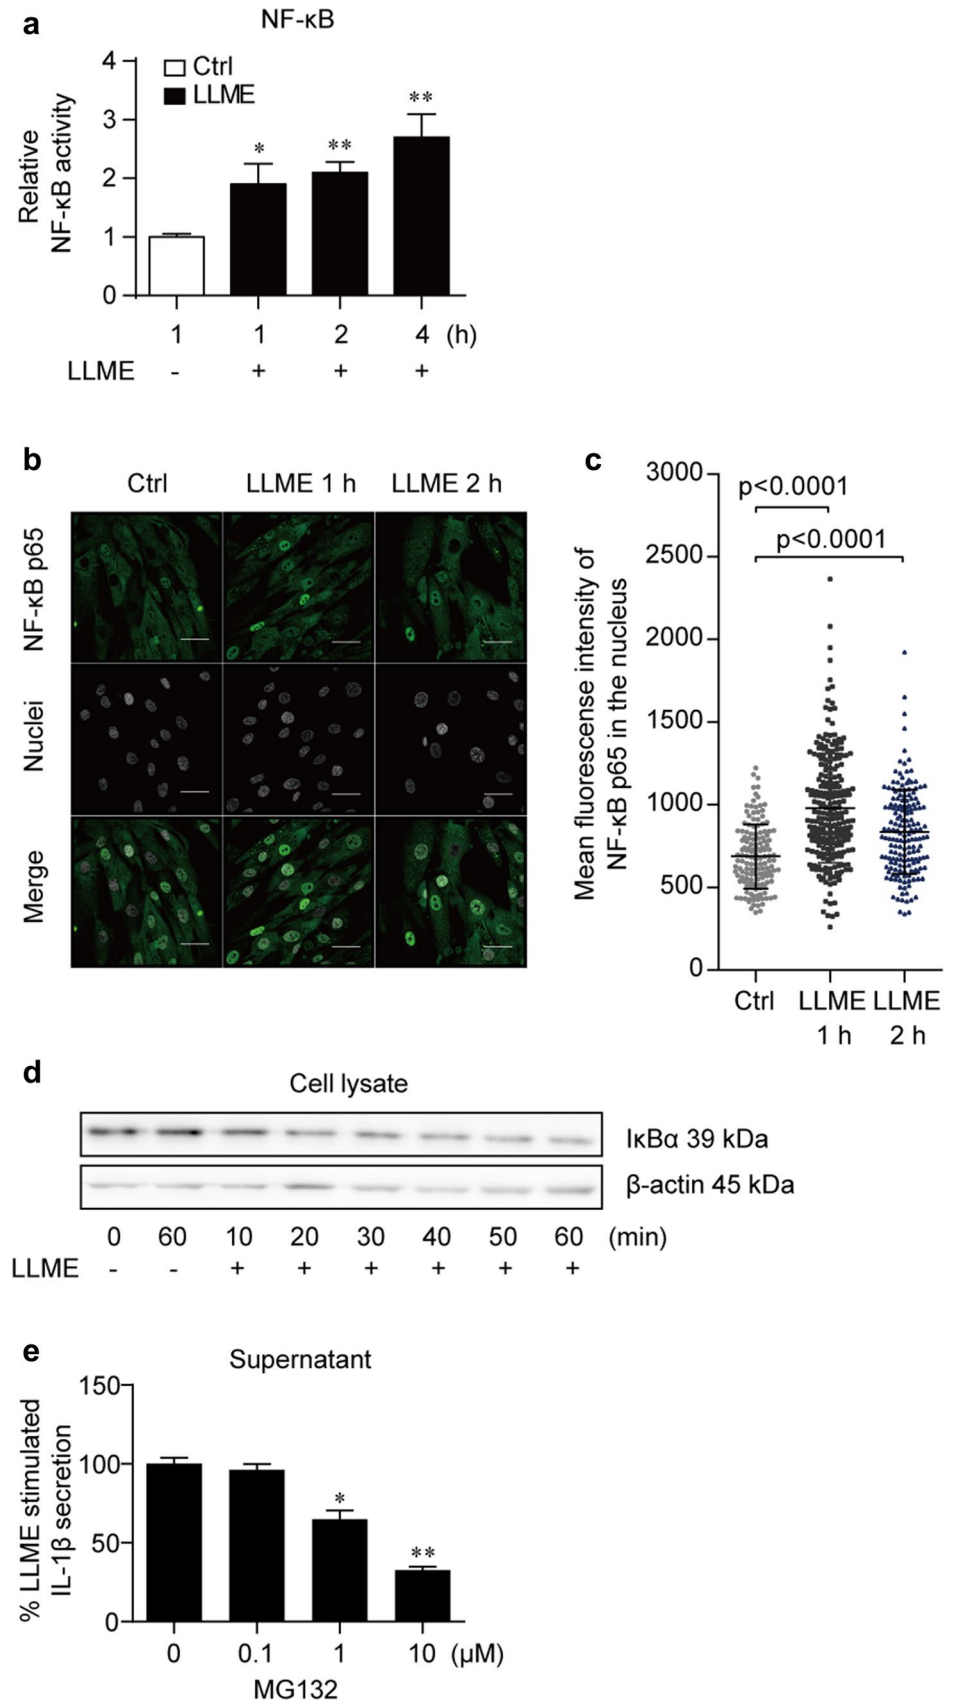 a
NF-κB
Relative
NF-κB activity
4
3
2
1
0
Ctrl
LLME
*
**
**
1 1 2 4 (h)
LLME - + + +
b
Ctrl LLME 1 h LLME 2 h
NF-κB p65
Nuclei
Merge
c
Mean fluorescense intensity of
NF-κB p65 in the nucleus
3000
2500
2000
1500
1000
500
0
p<0.0001
p<0.0001
Ctrl LLME LLME
1 h 2 h
d
Cell lysate
IκBα 39 kDa
β-actin 45 kDa
0 60 10 20 30 40 50 60 (min)
LLME - - + + + + + +
e
Supernatant
% LLME stimulated
IL-1β secretion
150
100
50
0
*
**
0 0.1 1 10 (μM)
MG132